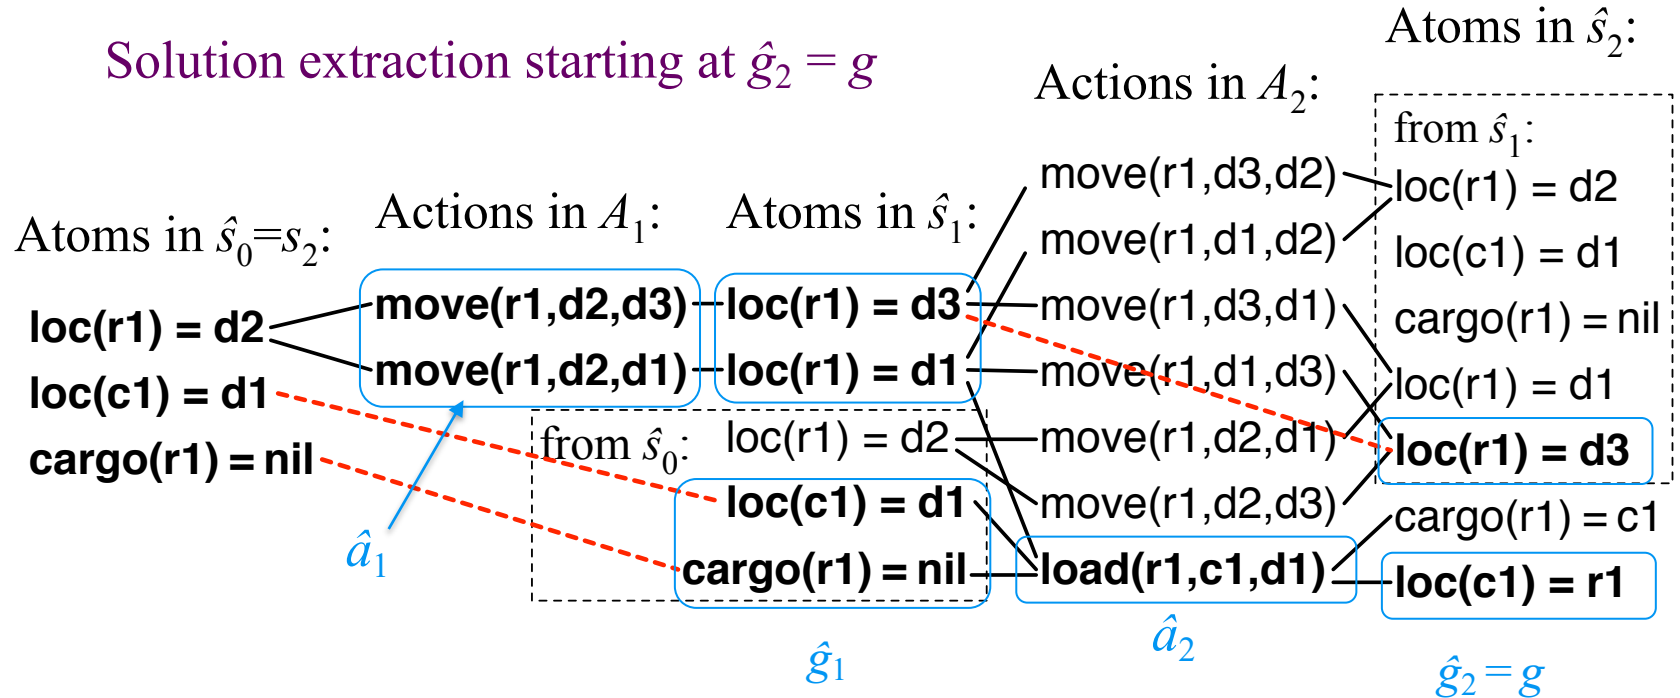 Solution extraction starting at ĝ2 = g
Atoms in ŝ0=s2:
loc(r1) = d2
loc(c1) = d1
cargo(r1) = nil
Actions in A1:
move(r1,d2,d3)
move(r1,d2,d1)
â1
Atoms in ŝ1:
loc(r1) = d3
loc(r1) = d1
from ŝ0:
loc(r1) = d2
loc(c1) = d1
cargo(r1) = nil
ĝ1
Actions in A2:
move(r1,d3,d2)
move(r1,d1,d2)
move(r1,d3,d1)
move(r1,d1,d3)
move(r1,d2,d1)
move(r1,d2,d3)
load(r1,c1,d1)
â2
Atoms in ŝ2:
from ŝ1:
loc(r1) = d2
loc(c1) = d1
cargo(r1) = nil
loc(r1) = d1
loc(r1) = d3
cargo(r1) = c1
loc(c1) = r1
ĝ2 = g